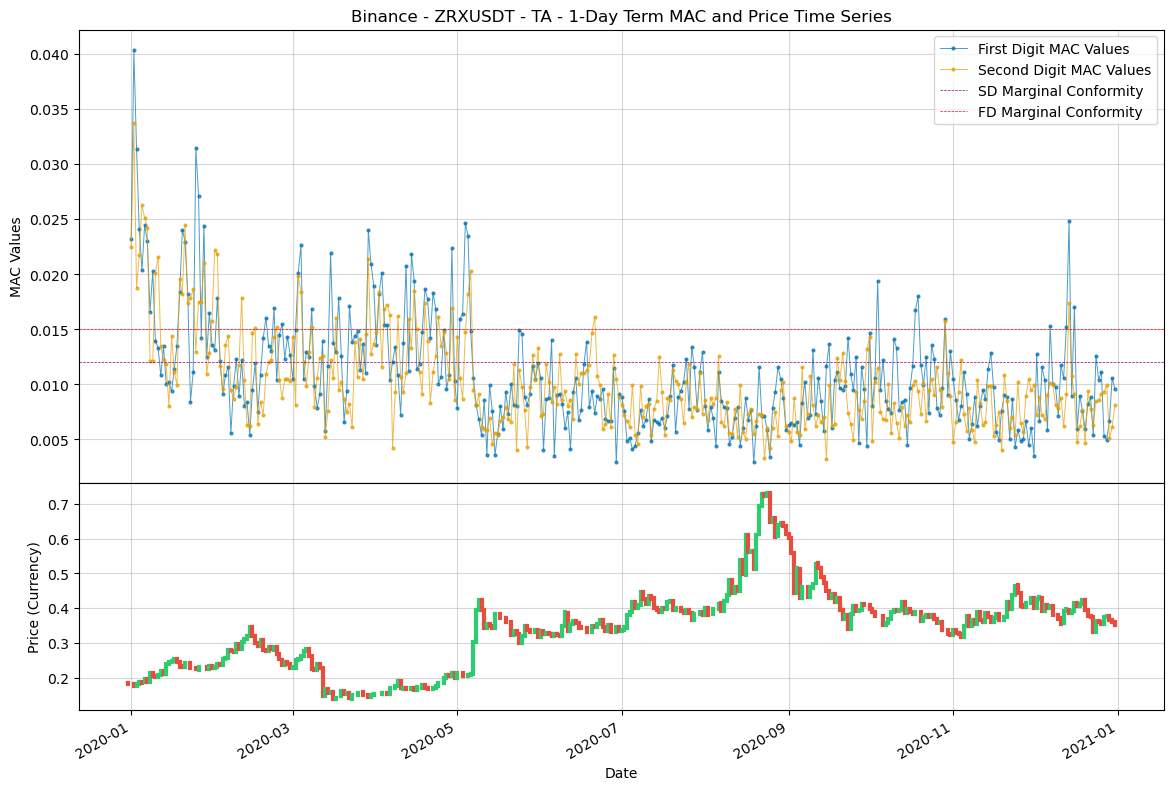 Binance - ZRXUSDT - TA - 1-Day Term MAC and Price Time Series
First Digit MAC Values
Second Digit MAC Values
SD Marginal Conformity
FD Marginal Conformity
MAC Values
0.040
0.035
0.030
0.025
0.020
0.015
0.010
0.005
Price (Currency)
0.7
0.6
0.5
0.4
0.3
0.2
2020-01
2020-03
2020-05
2020-07
2020-09
2020-11
2021-01
Date